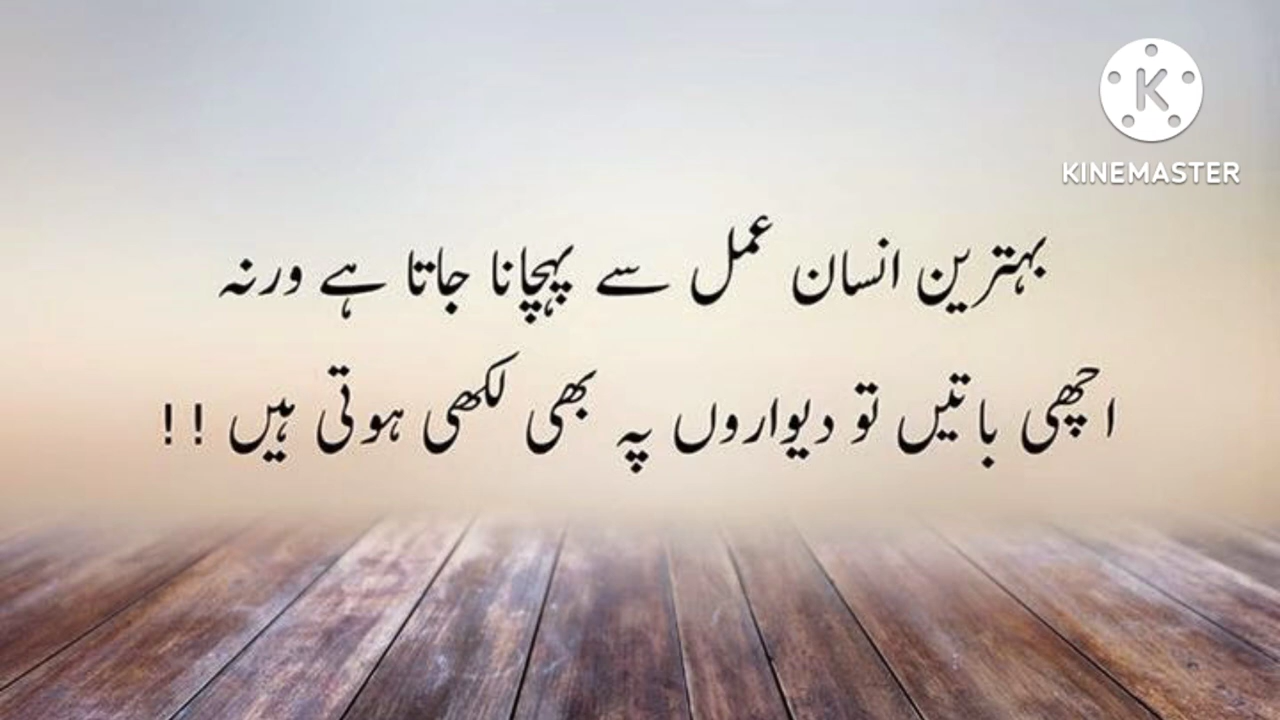 KINEMASTER
بہترین انسان عمل سے پہچانا جاتا ہے ورنہ
اچھی باتیں تو دیواروں پہ بھی لکھی ہوتی ہیں !!